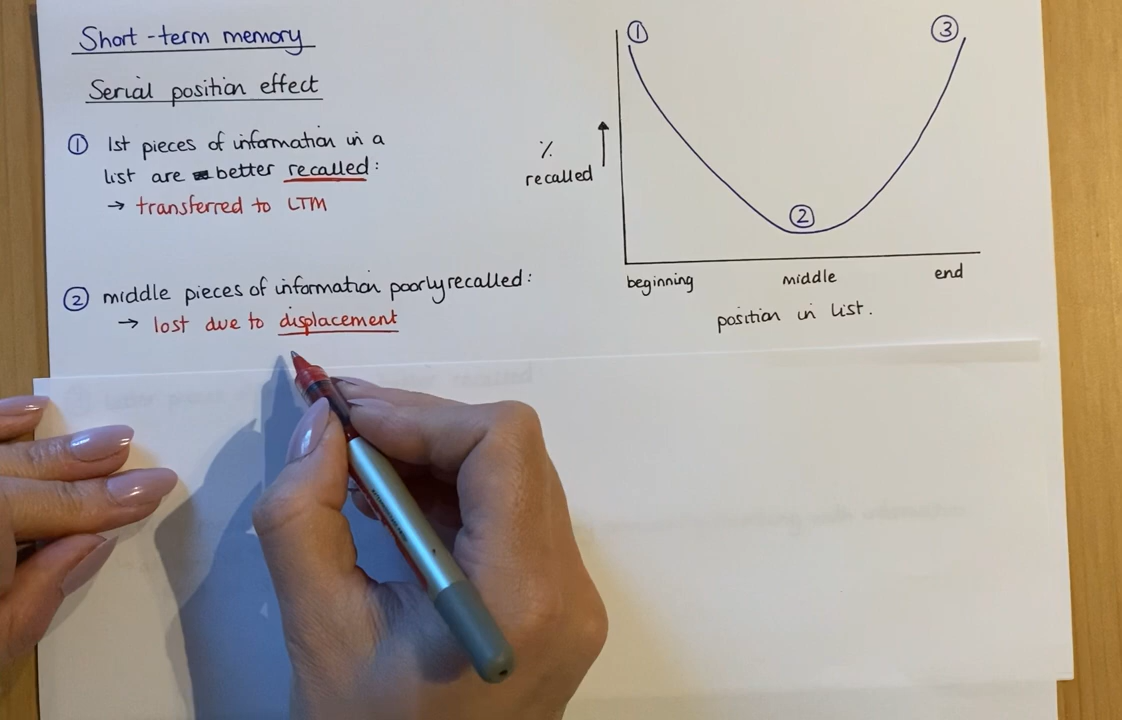 Short-term memory
Serial position effect
① 1st pieces of information in a
list are better recalled:
→ transferred to LTM
② middle pieces of information poorly recalled:
→ lost due to displacement
①
②
③
%
recalled
beginning
middle
end
position in list.